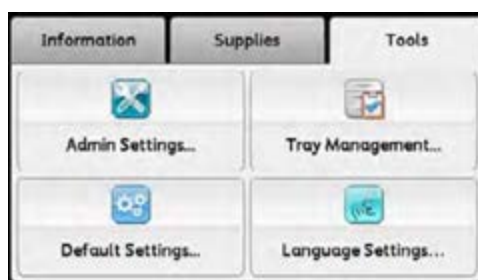 Information Supplies Tools
Admin Settings... Tray Management...
Default Settings... Language Settings...